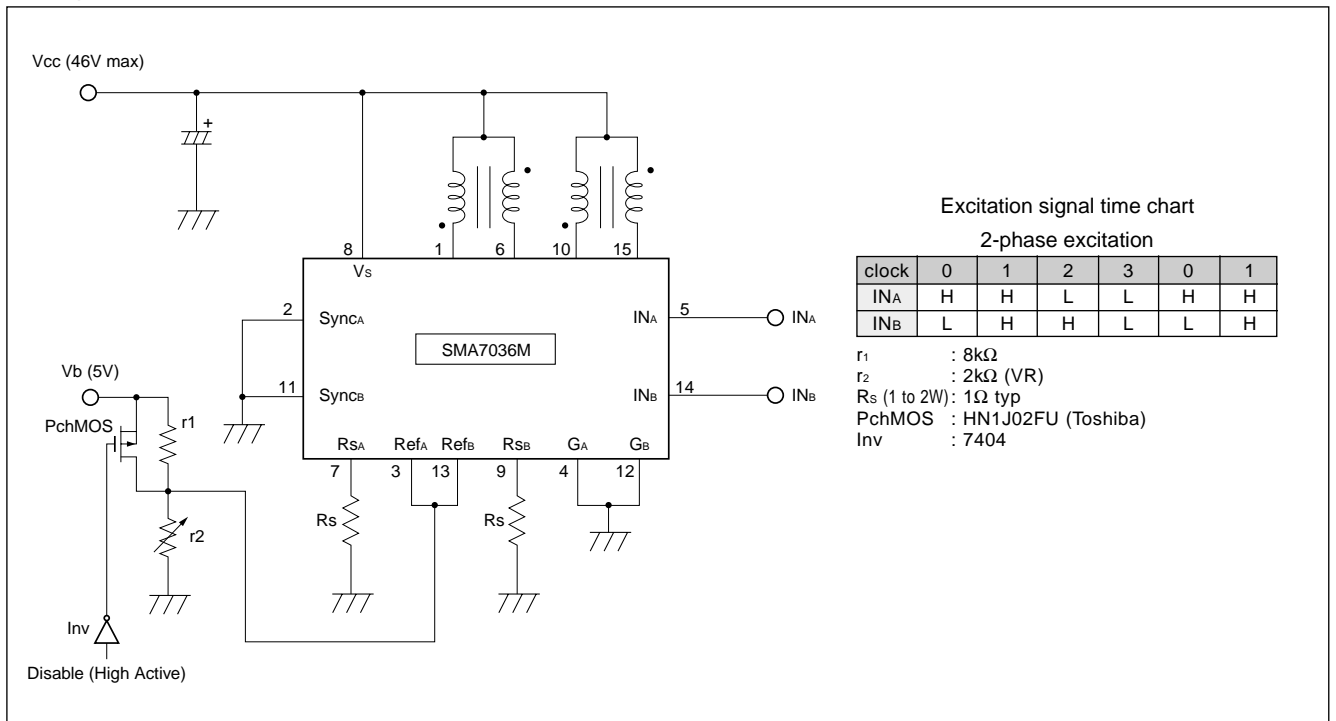 Vcc (46V max)
+
8
1
6
10
15
Vs
2
SyncA
INA
5
INA
SMA7036M
Vb (5V)
11
SyncB
INB
14
INB
PchMOS
r1
RsA
RefA
RefB
RsB
GA
GB
7
3
13
9
4
12
Rs
Rs
r2
Inv
Disable (High Active)
Excitation signal time chart
2-phase excitation
clock 0 1 2 3 0 1
INA H H L L H H
INB L H H L L H
r1 : 8kΩ
r2 : 2kΩ (VR)
Rs (1 to 2W) : 1Ω typ
PchMOS : HN1J02FU (Toshiba)
Inv : 7404